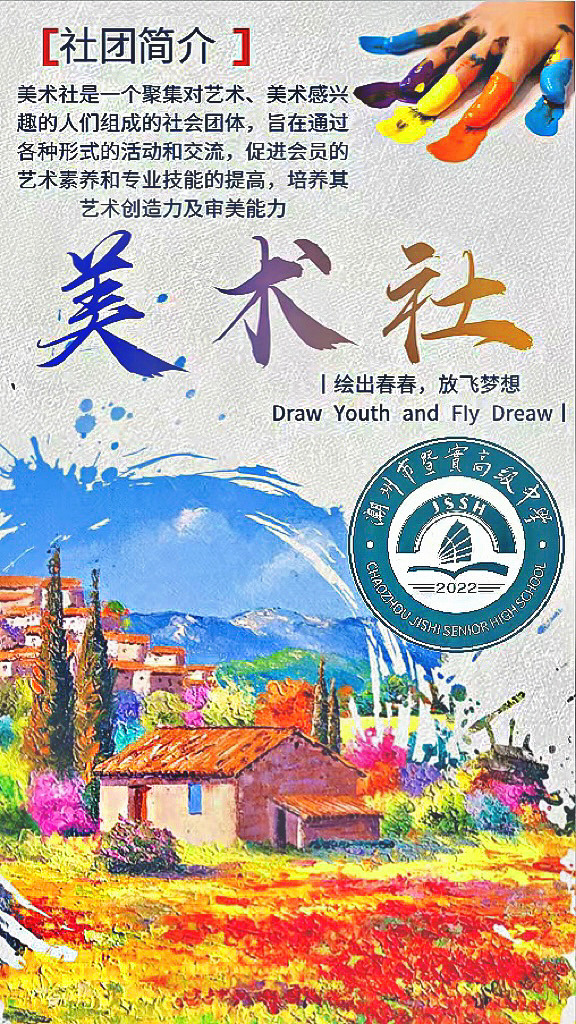 [社团简介 ]
美术社是一个聚集对艺术、美术感兴
趣的人们组成的社会团体，旨在通过
各种形式的活动和交流，促进会员的
艺术素养和专业技能的提高，培养其
艺术创造力及审美能力
美术社
| 绘出春春，放飞梦想
Draw Youth and Fly Dreaw |
潮州市暨實高级中学
JSSH
2022
CHAOZHOU JISHI SENIOR HIGH SCHOOL